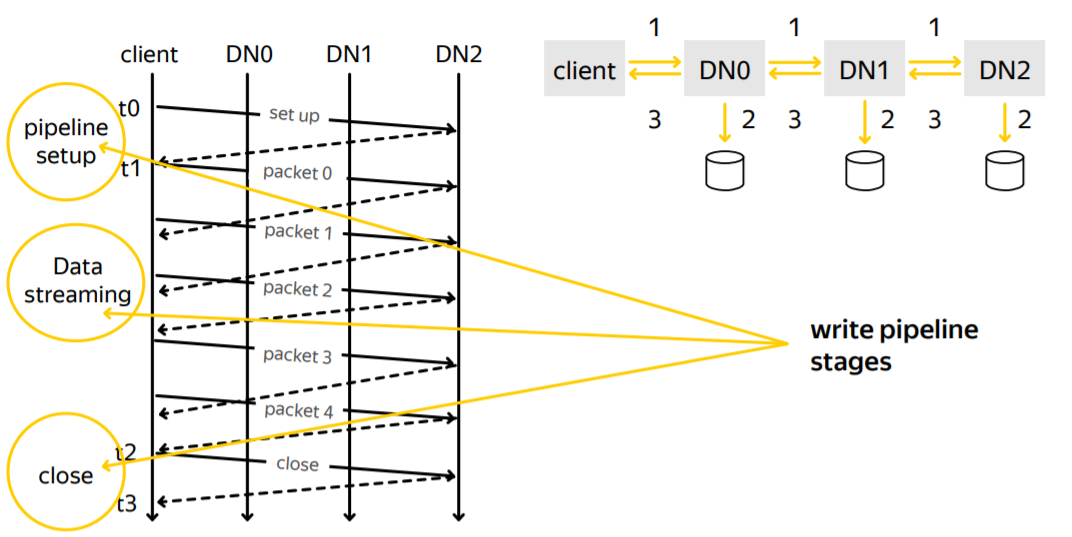 client DN0 DN1 DN2
t0
pipeline
setup
t1
set up
packet 0
packet 1
Data
streaming
packet 2
packet 3
packet 4
t2
close
close
t3
1 1 1
client DN0 DN1 DN2
3 2 3 2 3 2
write pipeline
stages